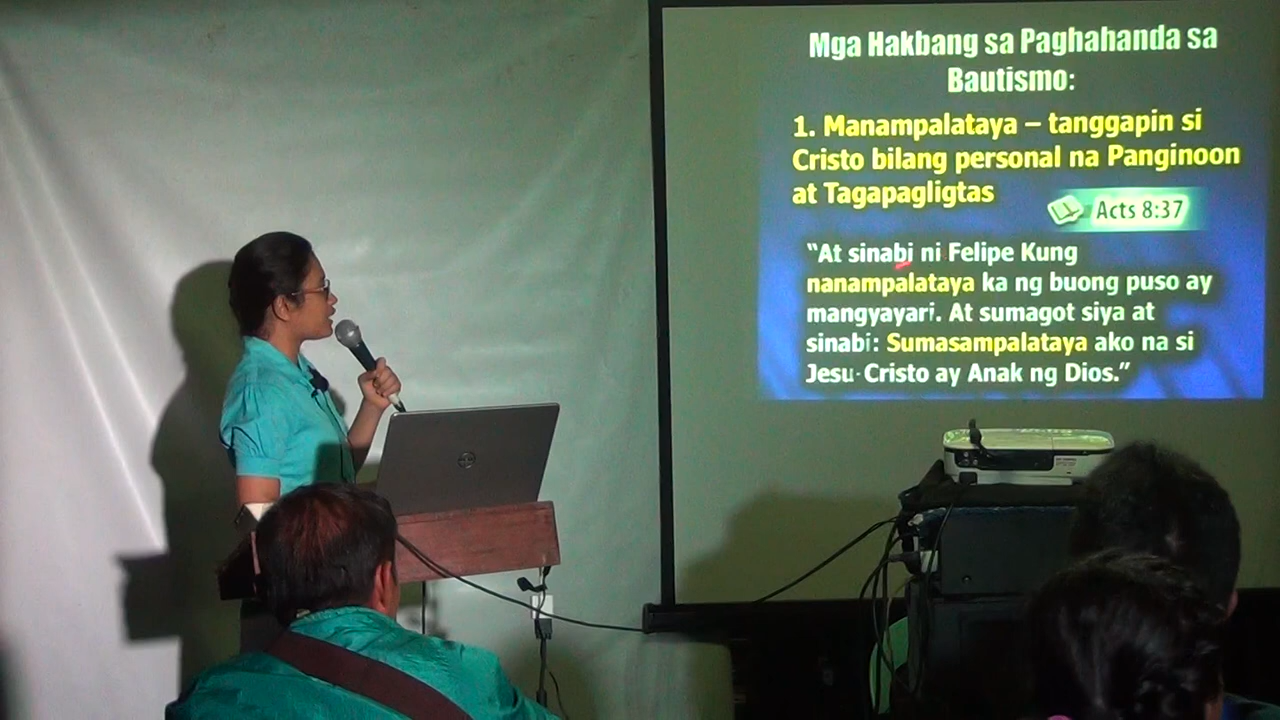 Mga Hakbang sa Paghahanda sa
Bautismo:
1. Manampalataya – tanggapin si
Cristo bilang personal na Panginoon
at Tagapagligtas
Acts 8:37
“At sinabi ni Felipe Kung
nanampalataya ka ng buong puso ay
mangyayari. At sumagot siya at
sinabi: Sumasampalataya ako na si
Jesu-Cristo ay Anak ng Dios.”